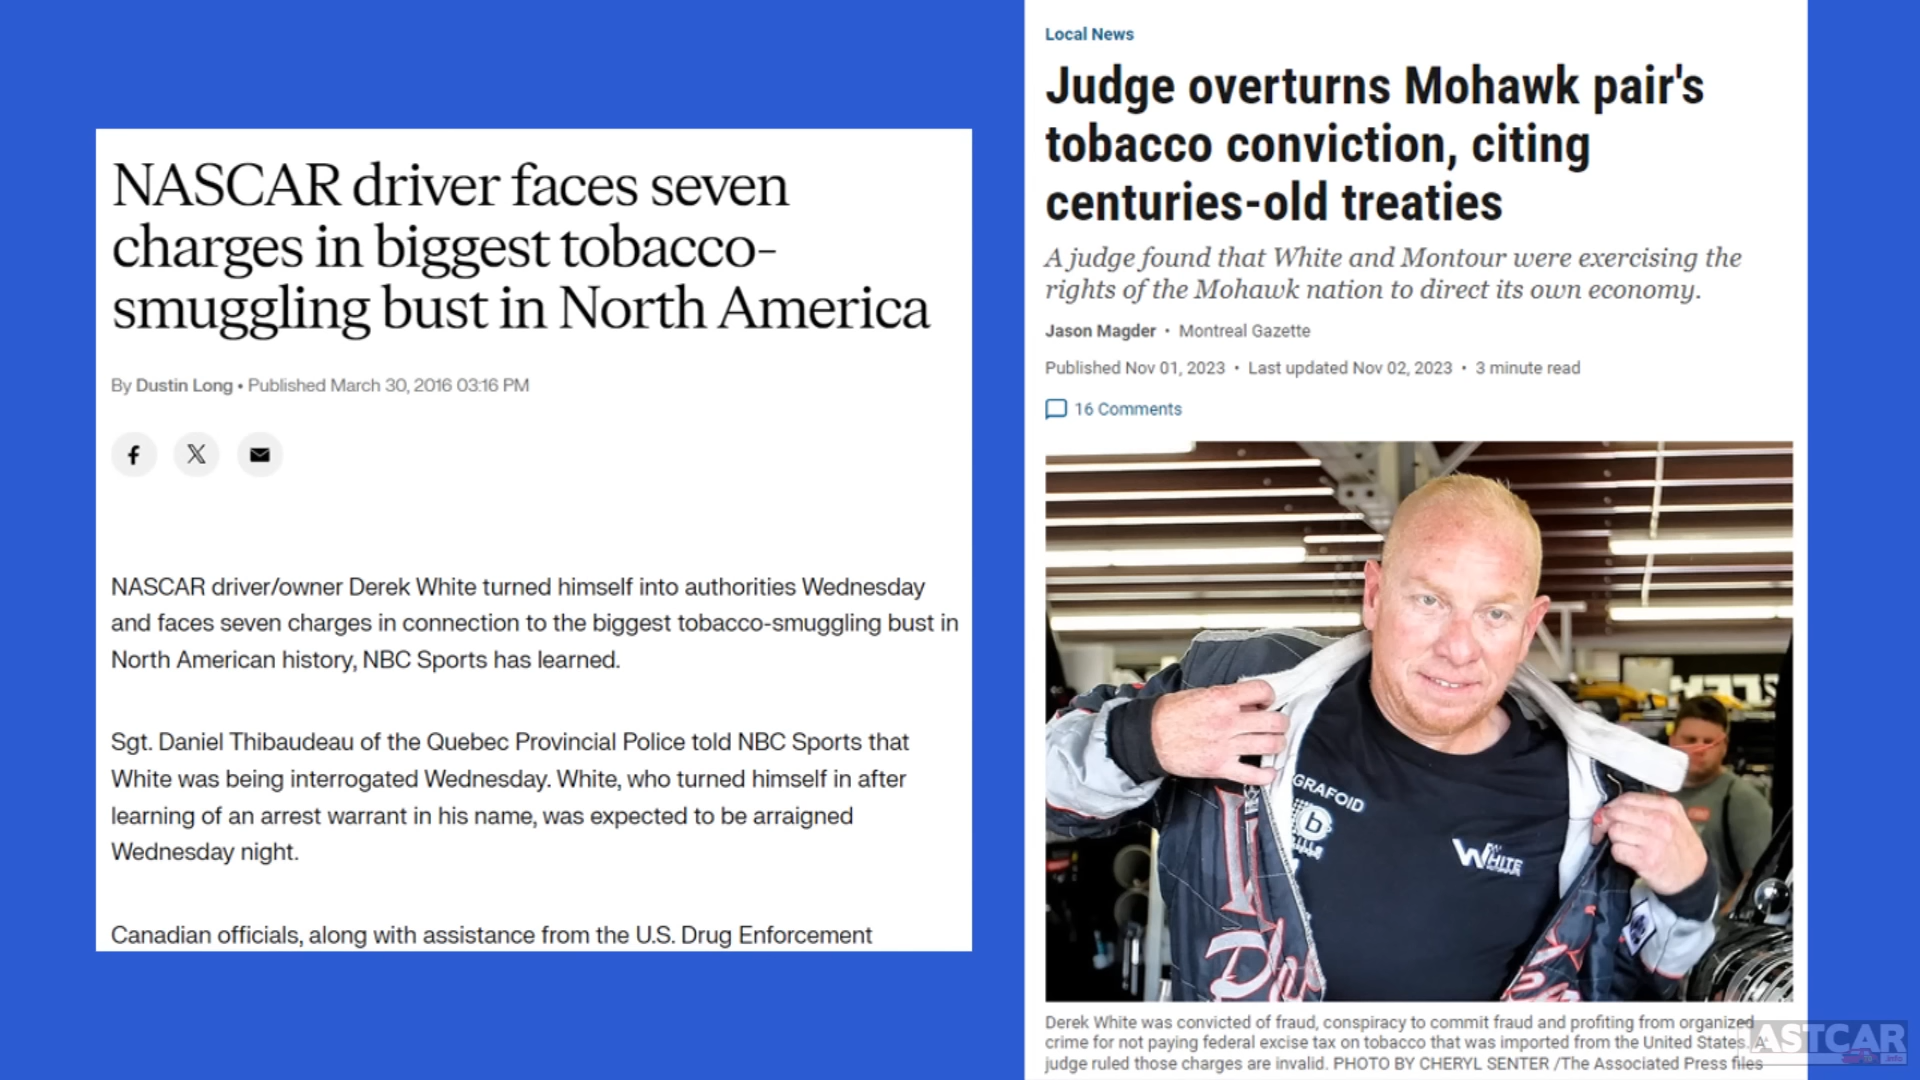 NASCAR driver faces seven
charges in biggest tobacco-
smuggling bust in North America
By Dustin Long • Published March 30, 2016 03:16 PM
NASCAR driver/owner Derek White turned himself into authorities Wednesday
and faces seven charges in connection to the biggest tobacco-smuggling bust in
North American history, NBC Sports has learned.
Sgt. Daniel Thibaudeau of the Quebec Provincial Police told NBC Sports that
White was being interrogated Wednesday. White, who turned himself in after
learning of an arrest warrant in his name, was expected to be arraigned
Wednesday night.
Canadian officials, along with assistance from the U.S. Drug Enforcement
Local News
Judge overturns Mohawk pair's
tobacco conviction, citing
centuries-old treaties
A judge found that White and Montour were exercising the
rights of the Mohawk nation to direct its own economy.
Jason Magder • Montreal Gazette
Published Nov 01, 2023 • Last updated Nov 02, 2023 • 3 minute read
16 Comments
GRAFOID
b
WHITE
Derek White was convicted of fraud, conspiracy to commit fraud and profiting from organized
crime for not paying federal excise tax on tobacco that was imported from the United States. A
judge ruled those charges are invalid. PHOTO BY CHERYL SENTER /The Associated Press files
ASTCAR
.info